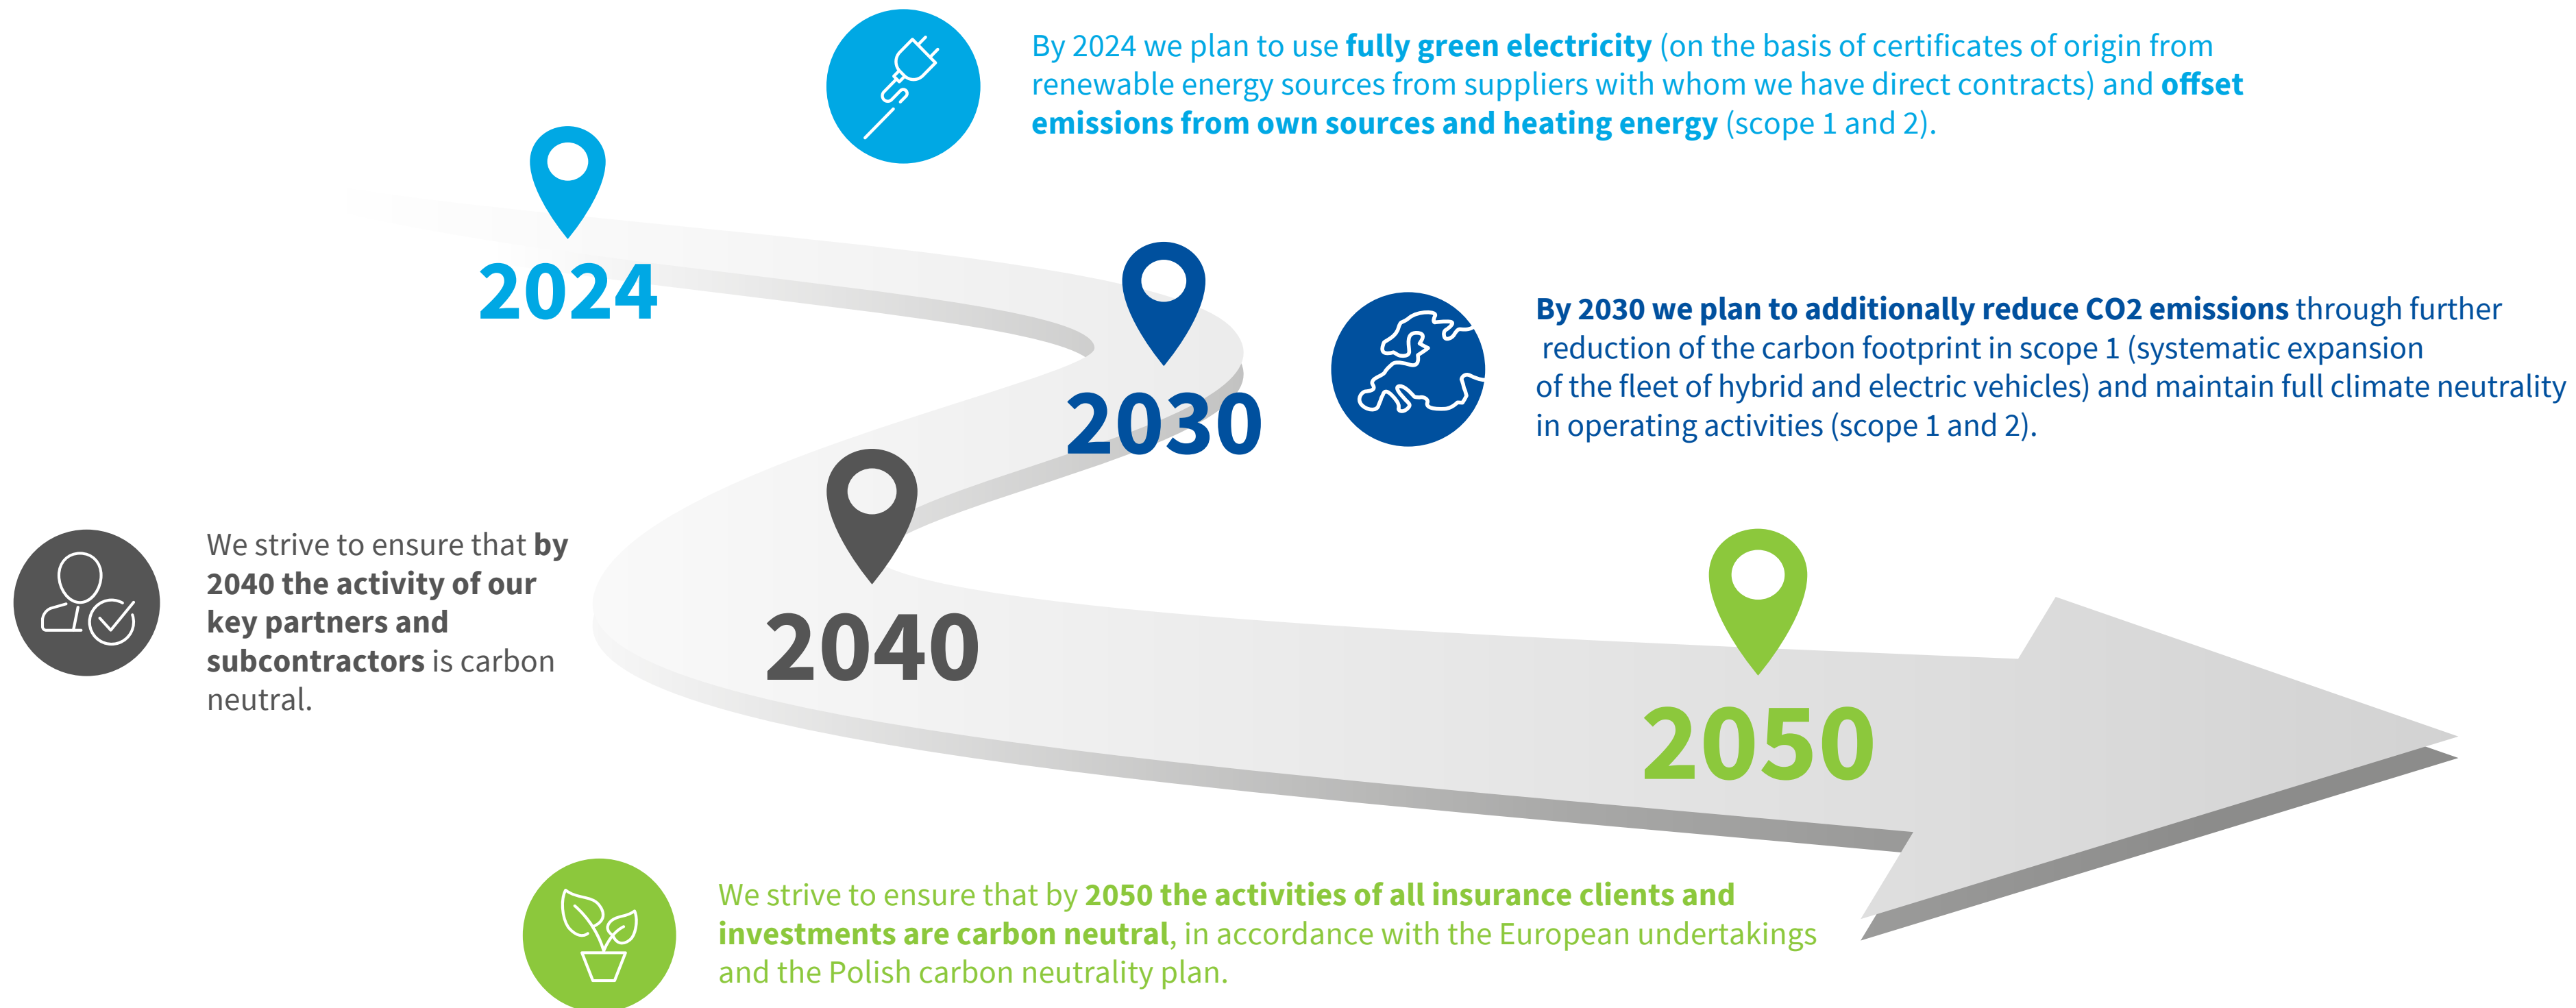 By 2024 we plan to use fully green electricity (on the basis of certificates of origin from
renewable energy sources from suppliers with whom we have direct contracts) and offset
emissions from own sources and heating energy (scope 1 and 2).
2024
2030
By 2030 we plan to additionally reduce CO2 emissions through further
reduction of the carbon footprint in scope 1 (systematic expansion
of the fleet of hybrid and electric vehicles) and maintain full climate neutrality
in operating activities (scope 1 and 2).
We strive to ensure that by
2040 the activity of our
key partners and
subcontractors is carbon
neutral.
2040
2050
We strive to ensure that by 2050 the activities of all insurance clients and
investments are carbon neutral, in accordance with the European undertakings
and the Polish carbon neutrality plan.